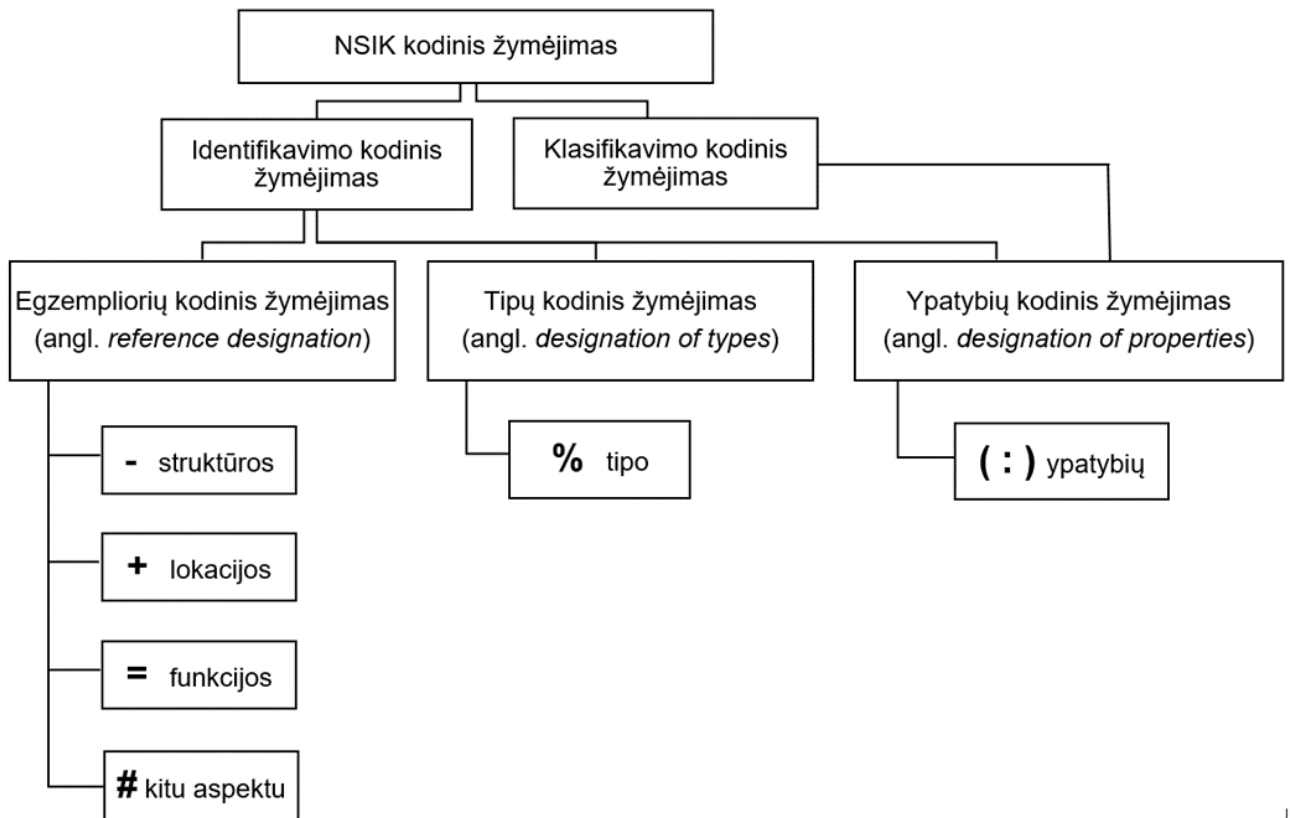 NSIK kodinis žymėjimas
Identifikavimo kodinis
žymėjimas
Klasifikavimo kodinis
žymėjimas
Egzempliorių kodinis žymėjimas
(angl. reference designation)
Tipų kodinis žymėjimas
(angl. designation of types)
Ypatybių kodinis žymėjimas
(angl. designation of properties)
- struktūros
% tipo
( : ) ypatybių
+ lokacijos
= funkcijos
# kitu aspektu